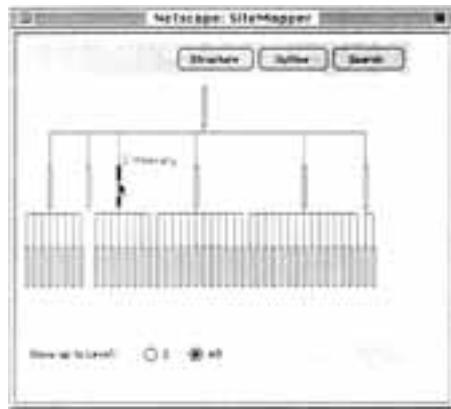 Netscape: SiteMapper
Structure
Outline
Search
Show up to Level:
All